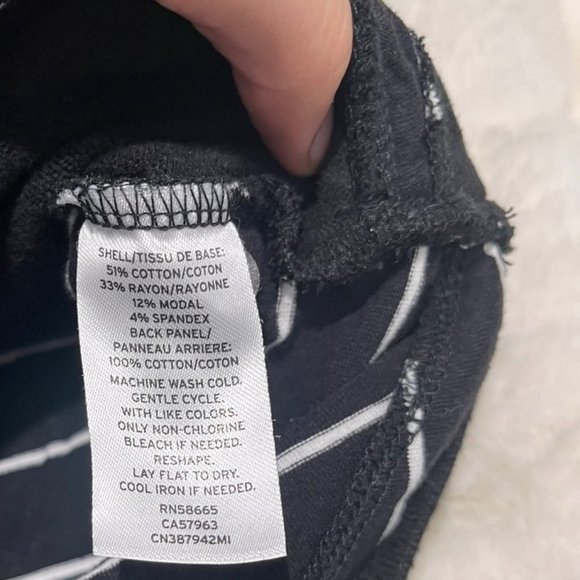 SHELL/TISSU DE BASE:
51% COTTON/COTON
33% RAYON/RAYONNE
12% MODAL
4% SPANDEX
BACK PANEL/
PANNEAU ARRIERE:
100% COTTON/COTON
MACHINE WASH COLD.
GENTLE CYCLE.
WITH LIKE COLORS.
ONLY NON-CHLORINE
BLEACH IF NEEDED.
RESHAPE.
LAY FLAT TO DRY.
COOL IRON IF NEEDED.
RN58665
CA57963
CN387942MI